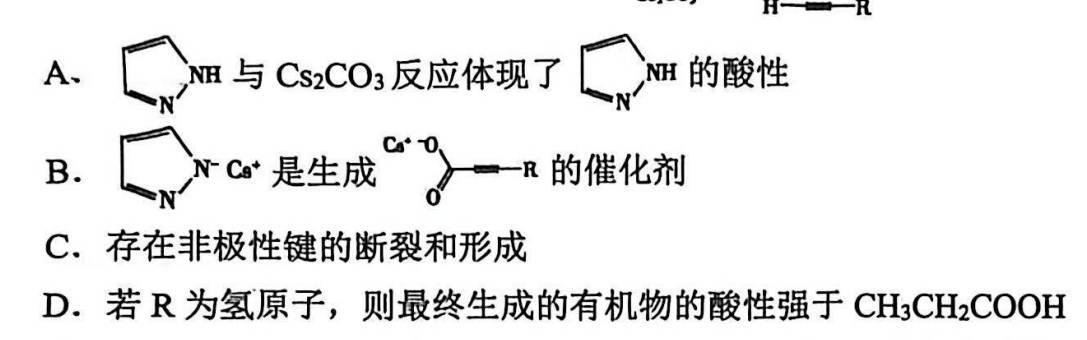 H R
A、 NH N 与 Cs₂CO₃ 反应体现了 NH N 的酸性
B． N⁻ Cs⁺ N 是生成 Cs⁺ ⁻O O R 的催化剂
C．存在非极性键的断裂和形成
D．若 R 为氢原子，则最终生成的有机物的酸性强于 CH₃CH₂COOH